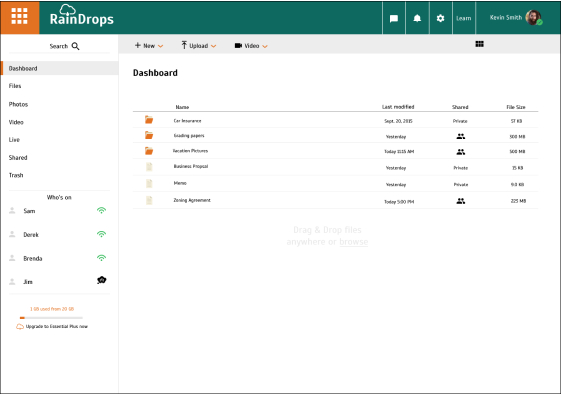 RainDrops
Learn
Kevin Smith
Search
+ New
Upload
Video
Dashboard
Files
Photos
Video
Live
Shared
Trash
Who's on
Sam
Derek
Brenda
Jim
1 GB used from 20 GB
Upgrade to Essential Plus now
Dashboard
Name Last modified Shared File Size
Car Insurance Sept. 20, 2015 Private 57 KB
Grading papers Yesterday 300 MB
Vacation Pictures Today 11:15 AM 500 MB
Business Proposal Yesterday Private 15 KB
Memo Yesterday Private 9.0 KB
Zoning Agreement Today 5:00 PM 225 MB
Drag & Drop files
anywhere or browse